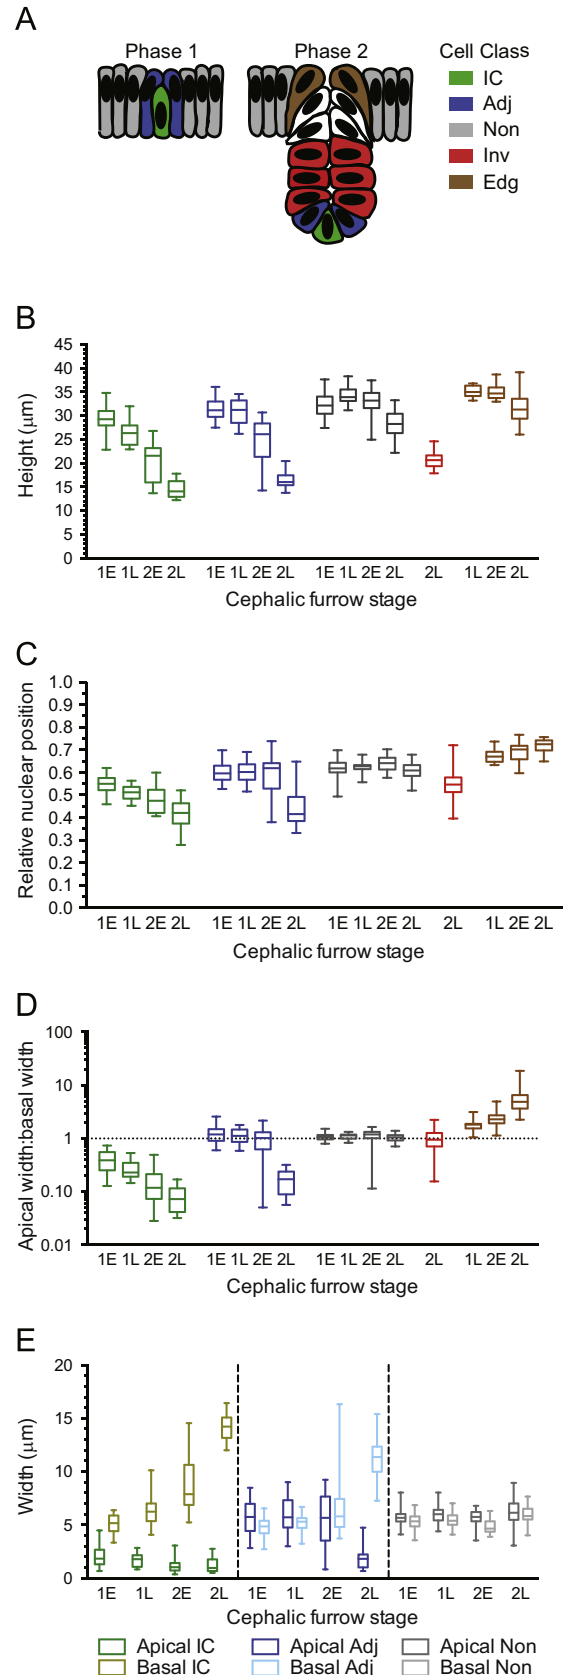 A
Phase 1 Phase 2 Cell Class
IC
Adj
Non
Inv
Edg
B
Height (µm)
45
40
35
30
25
20
15
10
5
0
1E 1L 2E 2L 1E 1L 2E 2L 1E 1L 2E 2L 2L 1L 2E 2L
Cephalic furrow stage
C
Relative nuclear position
1.0
0.9
0.8
0.7
0.6
0.5
0.4
0.3
0.2
0.1
0.0
1E 1L 2E 2L 1E 1L 2E 2L 1E 1L 2E 2L 2L 1L 2E 2L
Cephalic furrow stage
D
Apical width:basal width
100
10
1
0.10
0.01
1E 1L 2E 2L 1E 1L 2E 2L 1E 1L 2E 2L 2L 1L 2E 2L
Cephalic furrow stage
E
Width (µm)
20
15
10
5
0
1E 1L 2E 2L 1E 1L 2E 2L 1E 1L 2E 2L
Cephalic furrow stage
Apical IC Apical Adj Apical Non
Basal IC Basal Adj Basal Non